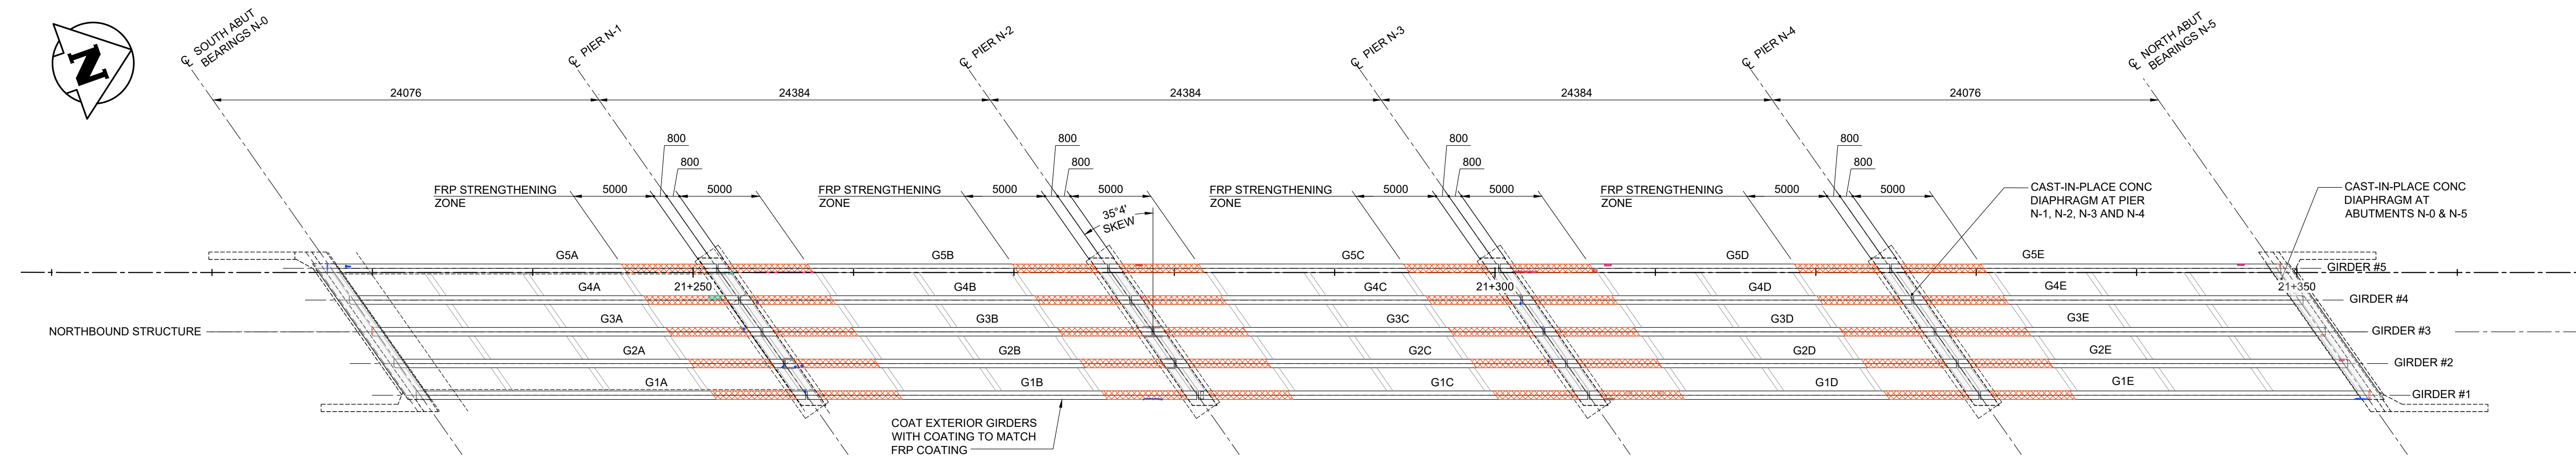 N
℄ SOUTH ABUT
BEARINGS N-0
℄ PIER N-1
℄ PIER N-2
℄ PIER N-3
℄ PIER N-4
℄ NORTH ABUT
BEARINGS N-5
24076
24384
24384
24384
24076
800
800
800
800
800
800
800
800
FRP STRENGTHENING
ZONE
5000
5000
FRP STRENGTHENING
ZONE
5000
5000
35°4'
SKEW
FRP STRENGTHENING
ZONE
5000
5000
FRP STRENGTHENING
ZONE
5000
5000
CAST-IN-PLACE CONC
DIAPHRAGM AT PIER
N-1, N-2, N-3 AND N-4
CAST-IN-PLACE CONC
DIAPHRAGM AT
ABUTMENTS N-0 & N-5
G5A
G5B
G5C
G5D
G5E
GIRDER #5
G4A
21+250
G4B
G4C
21+300
G4D
G4E
21+350
GIRDER #4
NORTHBOUND STRUCTURE
G3A
G3B
G3C
G3D
G3E
GIRDER #3
G2A
G2B
G2C
G2D
G2E
GIRDER #2
G1A
G1B
G1C
G1D
G1E
GIRDER #1
COAT EXTERIOR GIRDERS
WITH COATING TO MATCH
FRP COATING